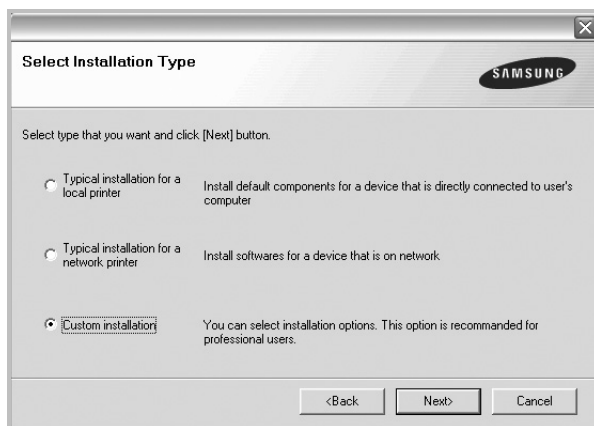 Select Installation Type
SAMSUNG
Select type that you want and click [Next] button.
Typical installation for a
local printer
Install default components for a device that is directly connected to user's
computer
Typical installation for a
network printer
Install softwares for a device that is on network
Custom installation
You can select installation options. This option is recommanded for
professional users.
<Back
Next>
Cancel